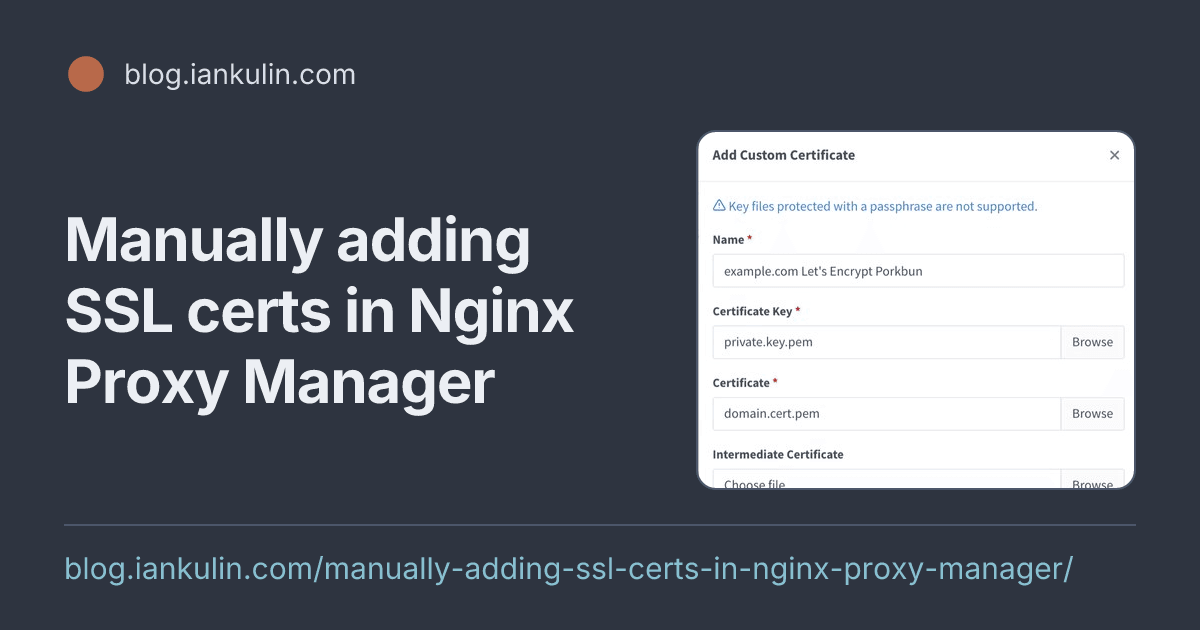 blog.iankulin.com
Manually adding
SSL certs in Nginx
Proxy Manager
Add Custom Certificate
Key files protected with a passphrase are not supported.
Name *
example.com Let's Encrypt Porkbun
Certificate Key *
private.key.pem Browse
Certificate *
domain.cert.pem Browse
Intermediate Certificate
Choose file Browse
blog.iankulin.com/manually-adding-ssl-certs-in-nginx-proxy-manager/